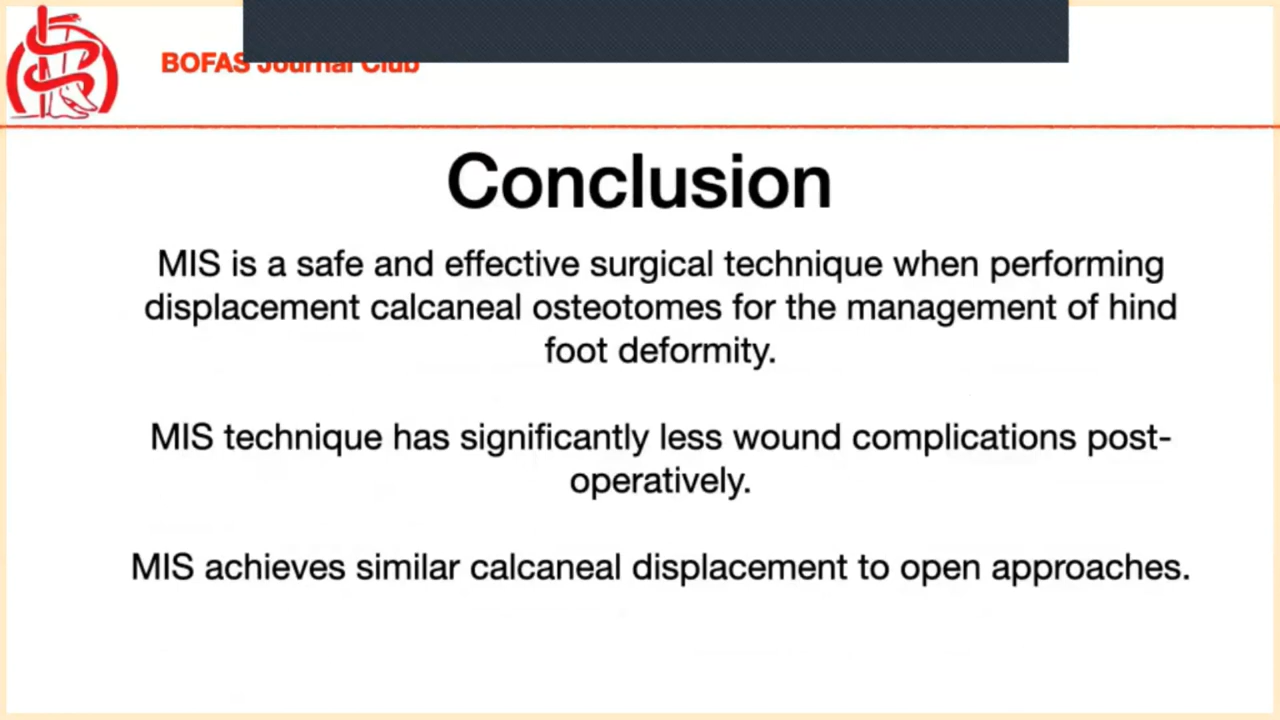 BOFAS Journal Club
Conclusion
MIS is a safe and effective surgical technique when performing
displacement calcaneal osteotomes for the management of hind
foot deformity.
MIS technique has significantly less wound complications post-
operatively.
MIS achieves similar calcaneal displacement to open approaches.